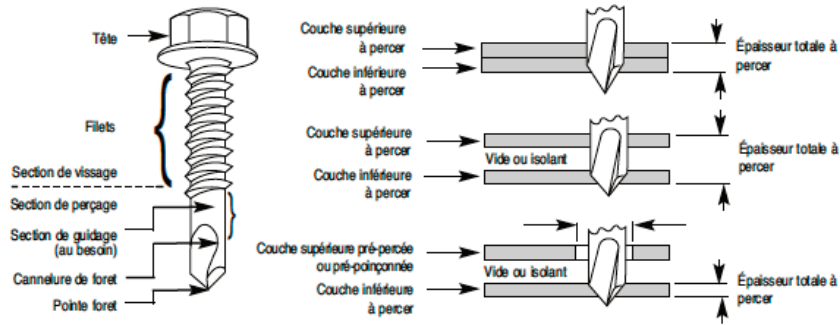 Tête
Filets
Section de vissage
Section de perçage
Section de guidage
(au besoin)
Cannelure de foret
Pointe foret
Couche supérieure
à percer
Couche inférieure
à percer
Épaisseur totale à
percer
Couche supérieure
à percer
Vide ou isolant
Couche inférieure
à percer
Épaisseur totale à
percer
Couche supérieure pré-percée
ou pré-poinçonnée
Vide ou isolant
Couche inférieure
à percer
Épaisseur totale à
percer